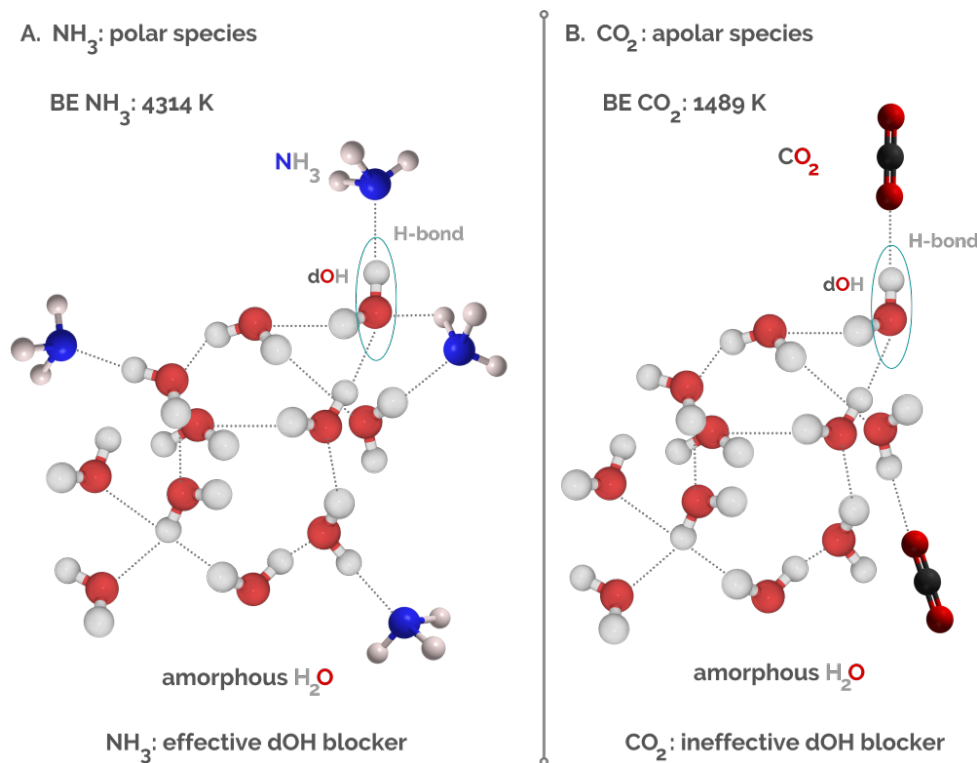 A. NH₃: polar species
BE NH₃: 4314 K
NH₃
H-bond
dOH
amorphous H₂O
NH₃: effective dOH blocker
B. CO₂: apolar species
BE CO₂: 1489 K
CO₂
H-bond
dOH
amorphous H₂O
CO₂: ineffective dOH blocker